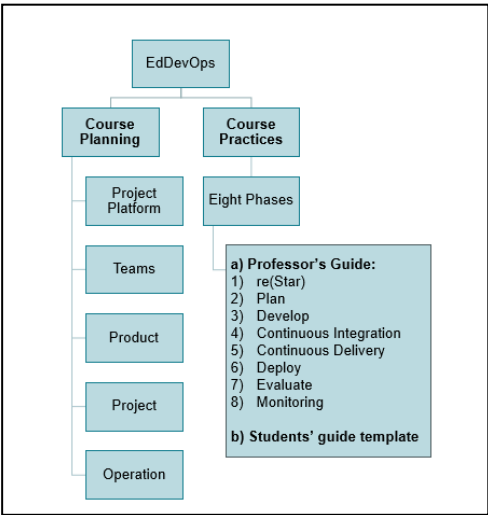 EdDevOps
Course
Planning
Course
Practices
Project
Platform
Teams
Product
Project
Operation
Eight Phases
a) Professor's Guide:
1) re(Star)
2) Plan
3) Develop
4) Continuous Integration
5) Continuous Delivery
6) Deploy
7) Evaluate
8) Monitoring
b) Students' guide template